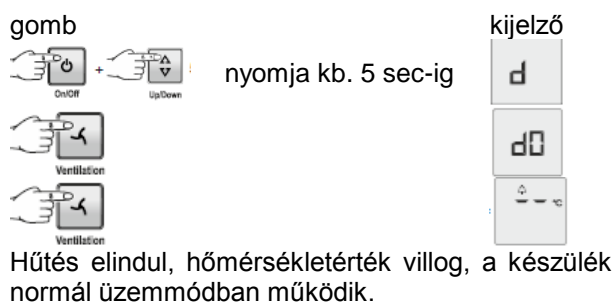 gomb kijelző
On/Off + Up/Down nyomja kb. 5 sec-ig d
Ventilation d0
Ventilation - - °C
Hűtés elindul, hőmérsékletérték villog, a készülék
normál üzemmódban működik.